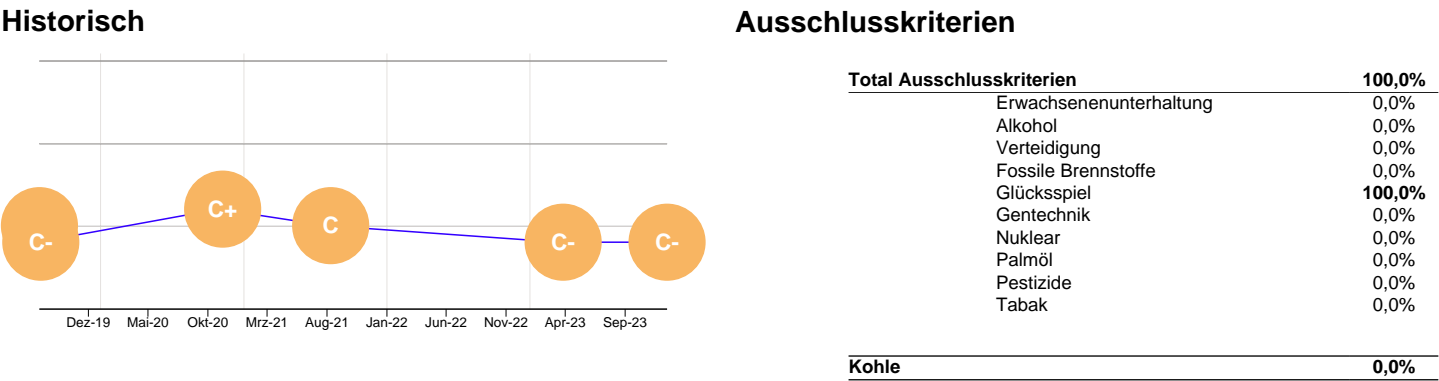 Historisch
C-
C+
C
C-
C-
Dez-19 Mai-20 Okt-20 Mrz-21 Aug-21 Jan-22 Jun-22 Nov-22 Apr-23 Sep-23
Ausschlusskriterien
Total Ausschlusskriterien 100,0%
Erwachsenenunterhaltung 0,0%
Alkohol 0,0%
Verteidigung 0,0%
Fossile Brennstoffe 0,0%
Glücksspiel 100,0%
Gentechnik 0,0%
Nuklear 0,0%
Palmöl 0,0%
Pestizide 0,0%
Tabak 0,0%
Kohle 0,0%